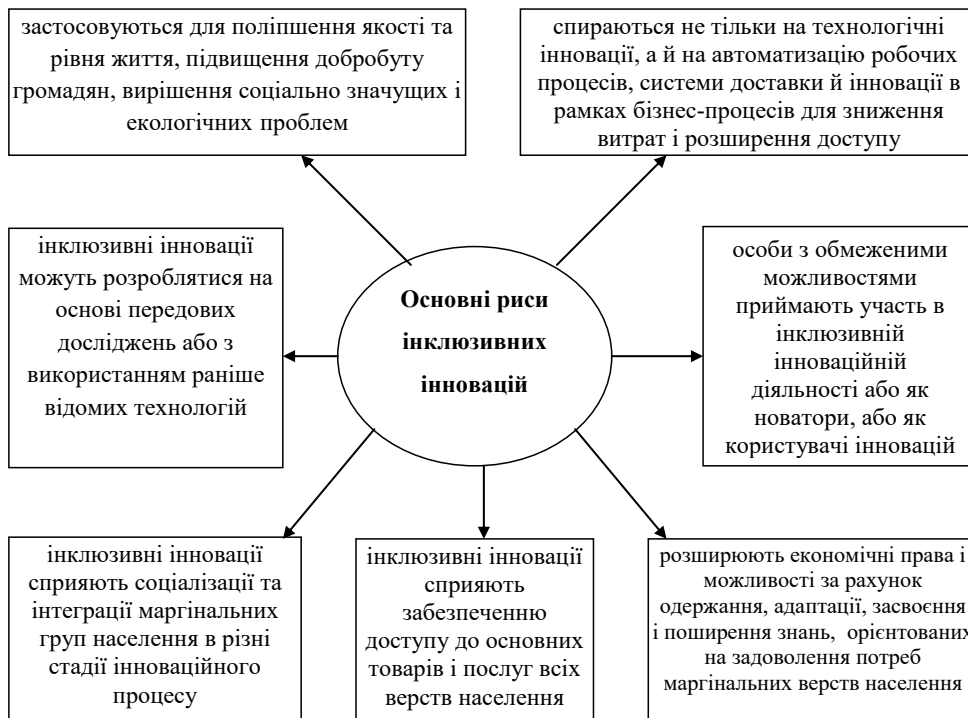 застосовуються для поліпшення якості та
рівня життя, підвищення добробуту
громадян, вирішення соціально значущих і
екологічних проблем
спираються не тільки на технологічні
інновації, а й на автоматизацію робочих
процесів, системи доставки й інновації в
рамках бізнес-процесів для зниження
витрат і розширення доступу
інклюзивні інновації
можуть розроблятися на
основі передових
досліджень або з
використанням раніше
відомих технологій
Основні риси
інклюзивних
інновацій
особи з обмеженими
можливостями
приймають участь в
інклюзивній
інноваційній
діяльності або як
новатори, або як
користувачі інновацій
інклюзивні інновації
сприяють соціалізації та
інтеграції маргінальних
груп населення в різні
стадії інноваційного
процесу
інклюзивні інновації
сприяють
забезпеченню
доступу до основних
товарів і послуг всіх
верств населення
розширюють економічні права і
можливості за рахунок
одержання, адаптації, засвоєння
і поширення знань, орієнтованих
на задоволення потреб
маргінальних верств населення